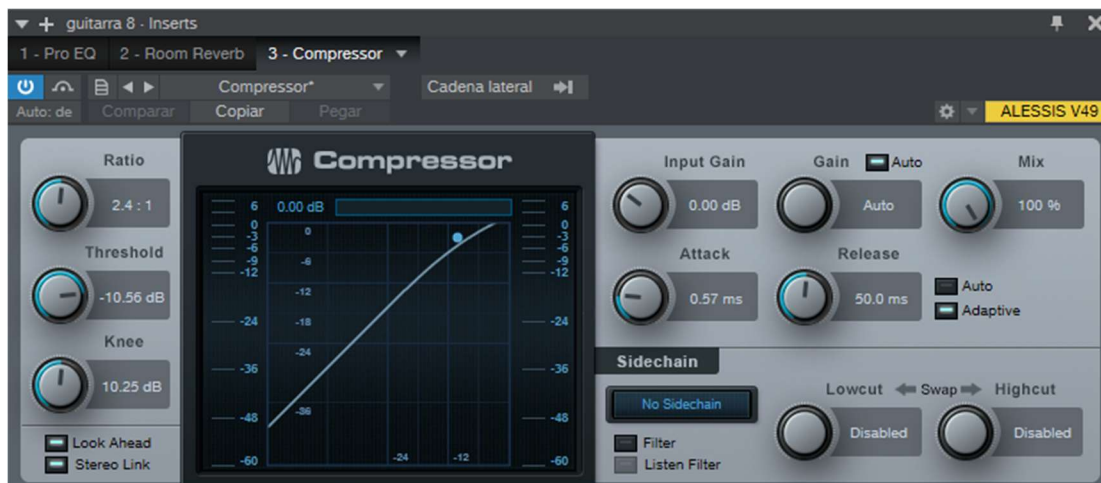 guitarra 8 - Inserts
1 - Pro EQ 2 - Room Reverb 3 - Compressor
Compressor* Cadena lateral
Auto: de Comparar Copiar Pegar ALESSIS V49
Compressor
Ratio
2.4 : 1
Threshold
-10.56 dB
Knee
10.25 dB
Look Ahead
Stereo Link
6 0.00 dB 6
0 0 0
-3 -3
-6 -6 -6
-9 -9
-12 -12 -12
-24 -18 -24
-24
-36 -36
-48 -36 -48
-60 -24 -12 -60
Input Gain Gain Auto Mix
0.00 dB Auto 100 %
Attack Release
0.57 ms 50.0 ms Auto
Adaptive
Sidechain
Lowcut Swap Highcut
No Sidechain
Disabled Disabled
Filter
Listen Filter